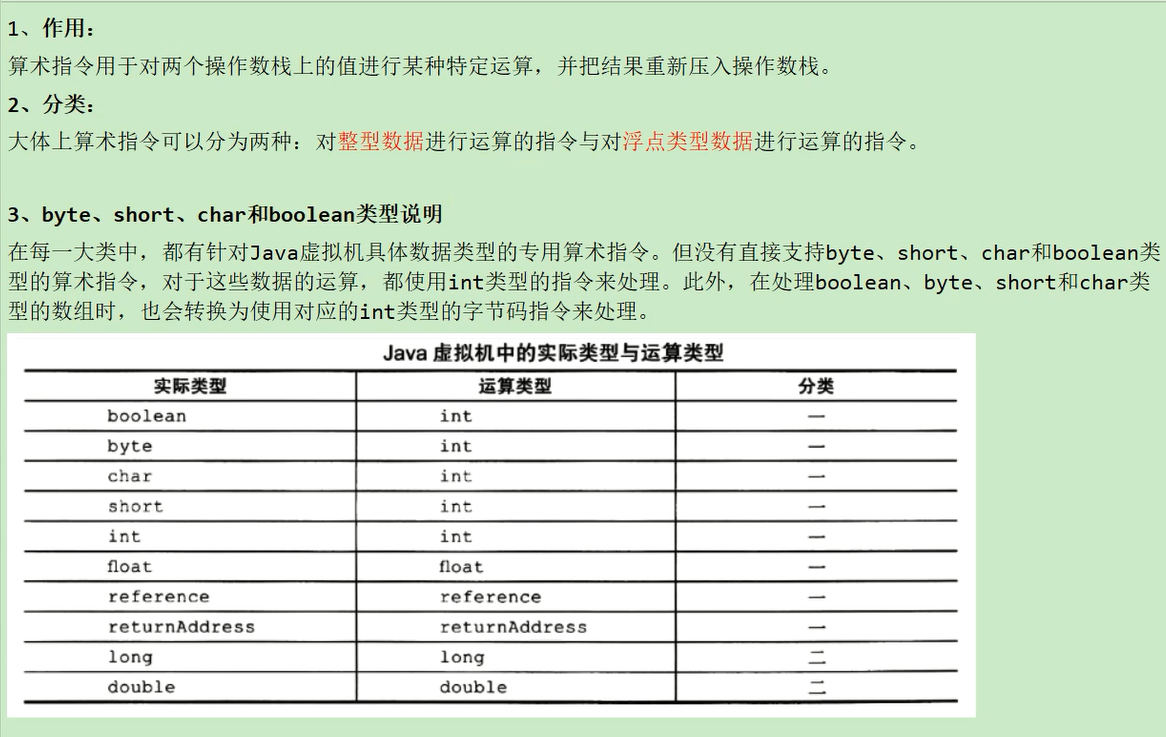 1、作用：
算术指令用于对两个操作数栈上的值进行某种特定运算，并把结果重新压入操作数栈。
2、分类：
大体上算术指令可以分为两种：对整型数据进行运算的指令与对浮点类型数据进行运算的指令。
3、byte、short、char和boolean类型说明
在每一大类中，都有针对Java虚拟机具体数据类型的专用算术指令。但没有直接支持byte、short、char和boolean类
型的算术指令，对于这些数据的运算，都使用int类型的指令来处理。此外，在处理boolean、byte、short和char类
型的数组时，也会转换为使用对应的int类型的字节码指令来处理。
Java 虚拟机中的实际类型与运算类型
实际类型 运算类型 分类
boolean int 一
byte int 一
char int 一
short int 一
int int 一
float float 一
reference reference 一
returnAddress returnAddress 一
long long 二
double double 二